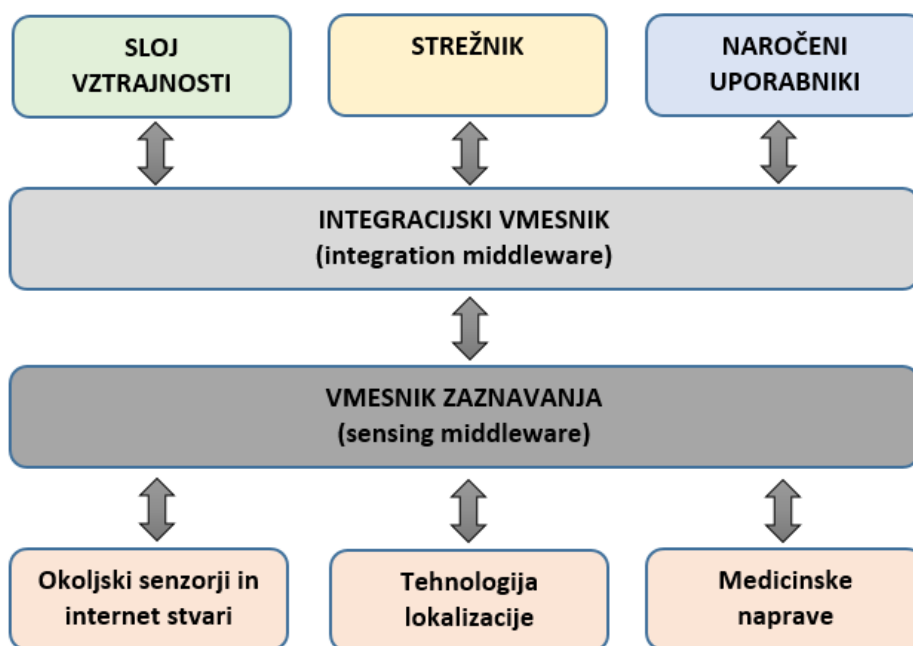 SLOJ
VZTRAJNOSTI
STREŽNIK
NAROČENI
UPORABNIKI
INTEGRACIJSKI VMESNIK
(integration middleware)
VMESNIK ZAZNAVANJA
(sensing middleware)
Okoljski senzorji in
internet stvari
Tehnologija
lokalizacije
Medicinske
naprave